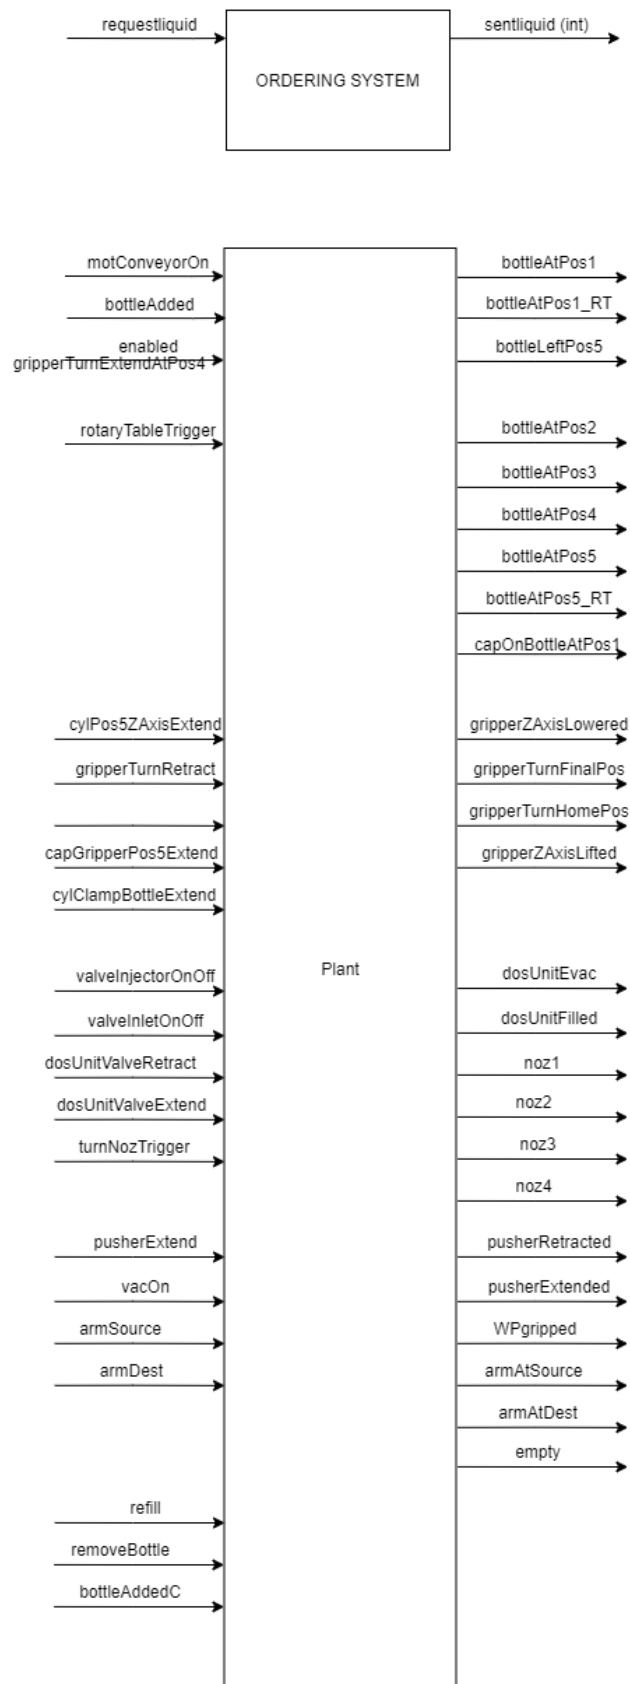 requestliquid
sentliquid (int)
ORDERING SYSTEM
motConveyorOn
bottleAtPos1
bottleAdded
bottleAtPos1_RT
enabled
bottleLeftPos5
gripperTurnExtendAtPos4
rotaryTableTrigger
bottleAtPos2
bottleAtPos3
bottleAtPos4
bottleAtPos5
bottleAtPos5_RT
capOnBottleAtPos1
cylPos5ZAxisExtend
gripperZAxisLowered
gripperTurnRetract
gripperTurnFinalPos
gripperTurnHomePos
capGripperPos5Extend
gripperZAxisLifted
cylClampBottleExtend
Plant
valveInjectorOnOff
dosUnitEvac
valveInletOnOff
dosUnitFilled
dosUnitValveRetract
noz1
dosUnitValveExtend
noz2
turnNozTrigger
noz3
noz4
pusherExtend
pusherRetracted
vacOn
pusherExtended
armSource
WPgripped
armDest
armAtSource
armAtDest
empty
refill
removeBottle
bottleAddedC